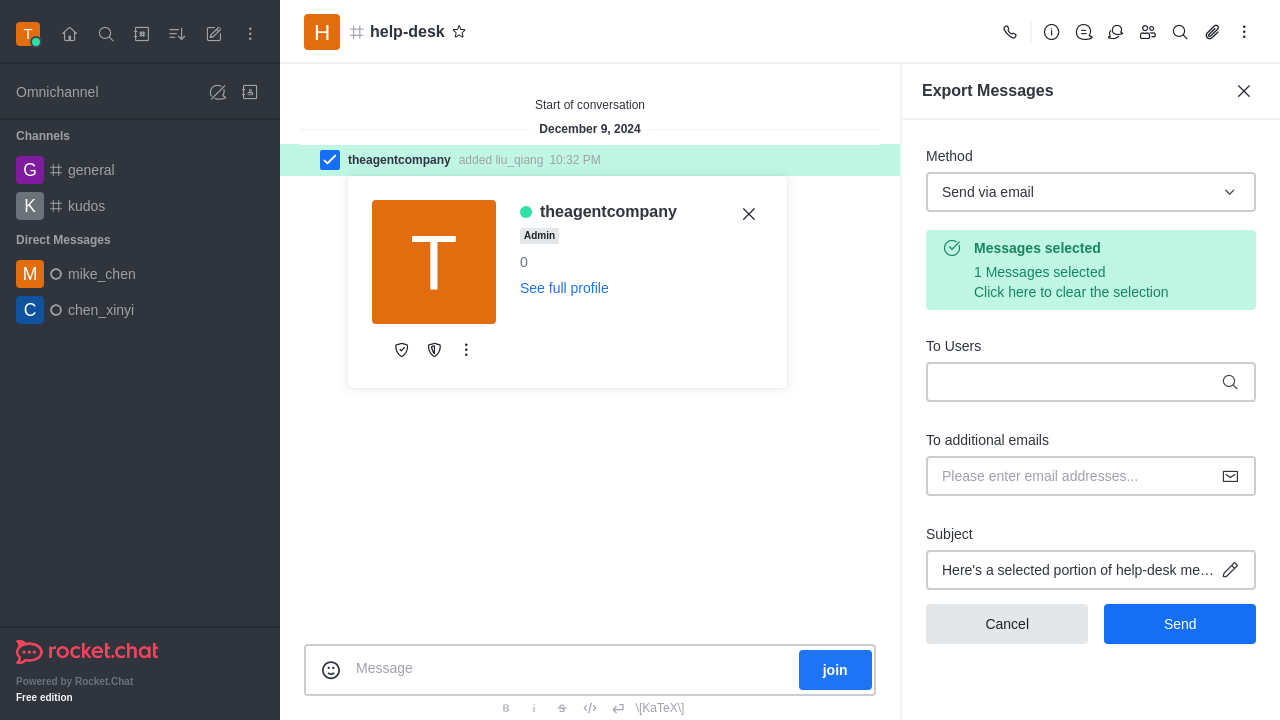 T
Omnichannel
Channels
G general
K kudos
Direct Messages
M mike_chen
C chen_xinyi
rocket.chat
Powered by Rocket.Chat
Free edition
H help-desk
Start of conversation
December 9, 2024
theagentcompany added liu_qiang 10:32 PM
T
theagentcompany
Admin
0
See full profile
Message
join
B i S \[KaTeX\]
Export Messages
Method
Send via email
Messages selected
1 Messages selected
Click here to clear the selection
To Users
To additional emails
Please enter email addresses...
Subject
Here's a selected portion of help-desk me…
Cancel Send